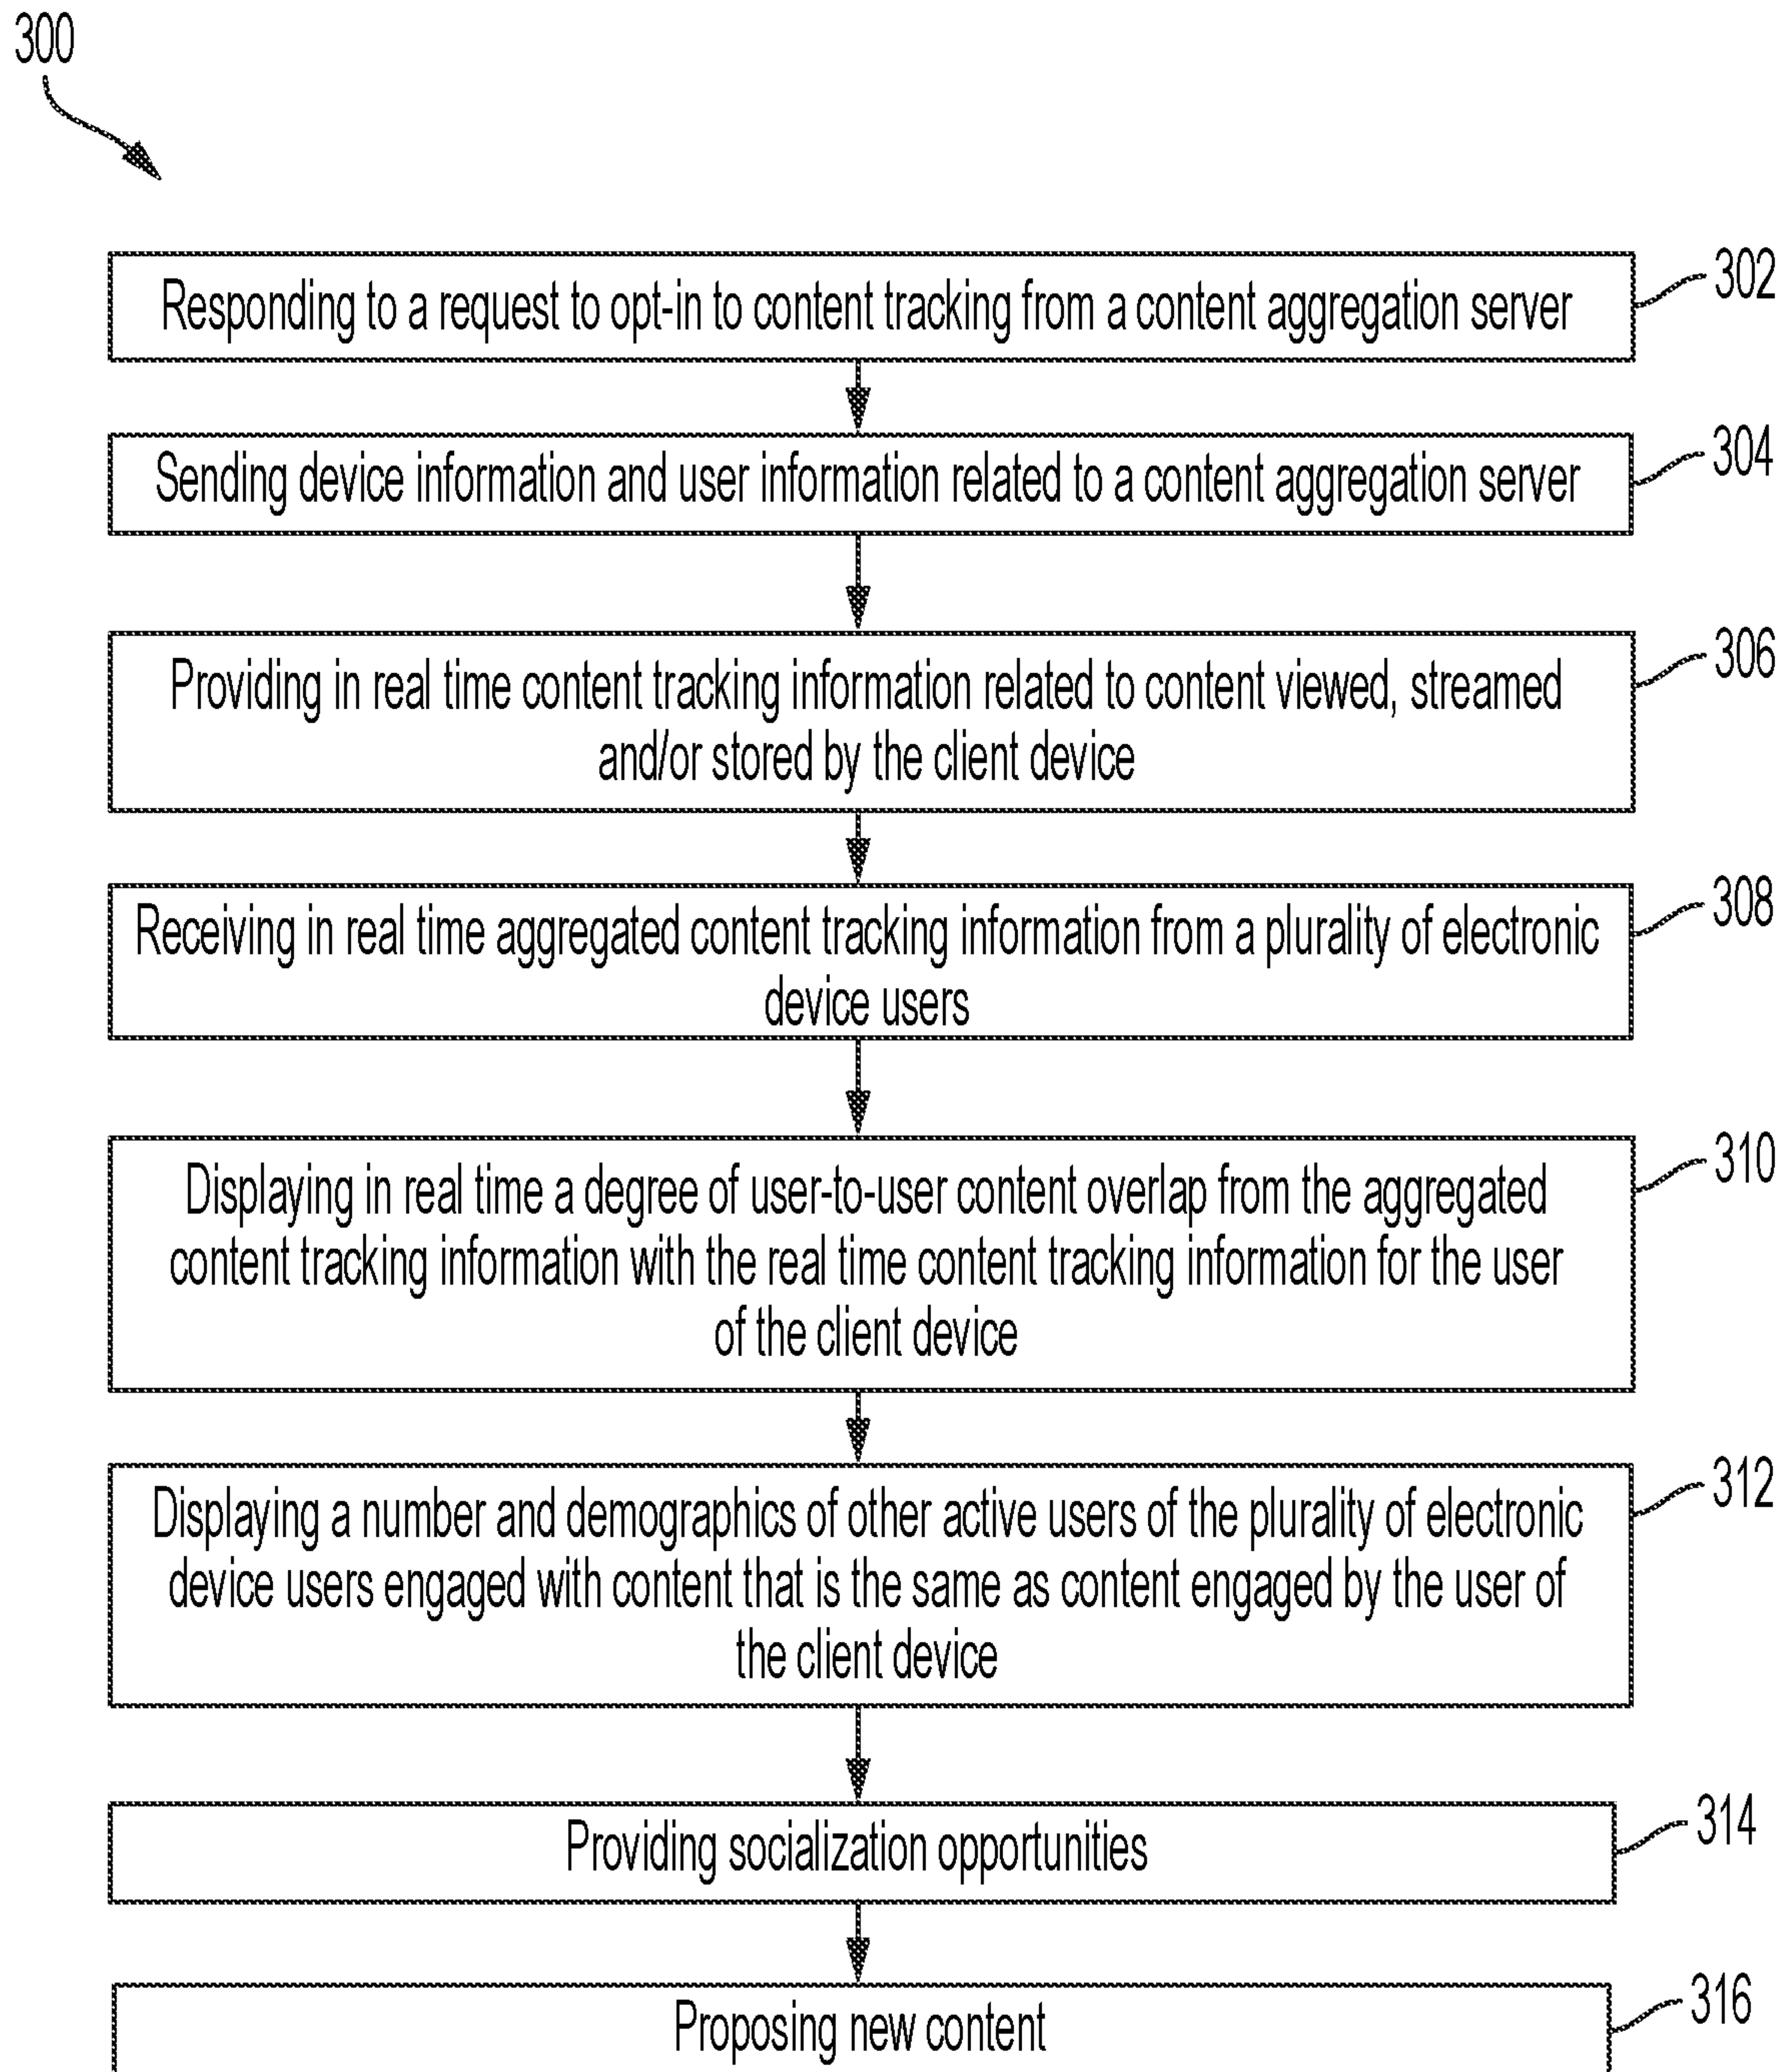 300
Responding to a request to opt-in to content tracking from a content aggregation server
302
Sending device information and user information related to a content aggregation server
304
Providing in real time content tracking information related to content viewed, streamed
and/or stored by the client device
306
Receiving in real time aggregated content tracking information from a plurality of electronic
device users
308
Displaying in real time a degree of user-to-user content overlap from the aggregated
content tracking information with the real time content tracking information for the user
of the client device
310
Displaying a number and demographics of other active users of the plurality of electronic
device users engaged with content that is the same as content engaged by the user of
the client device
312
Providing socialization opportunities
314
Proposing new content
316